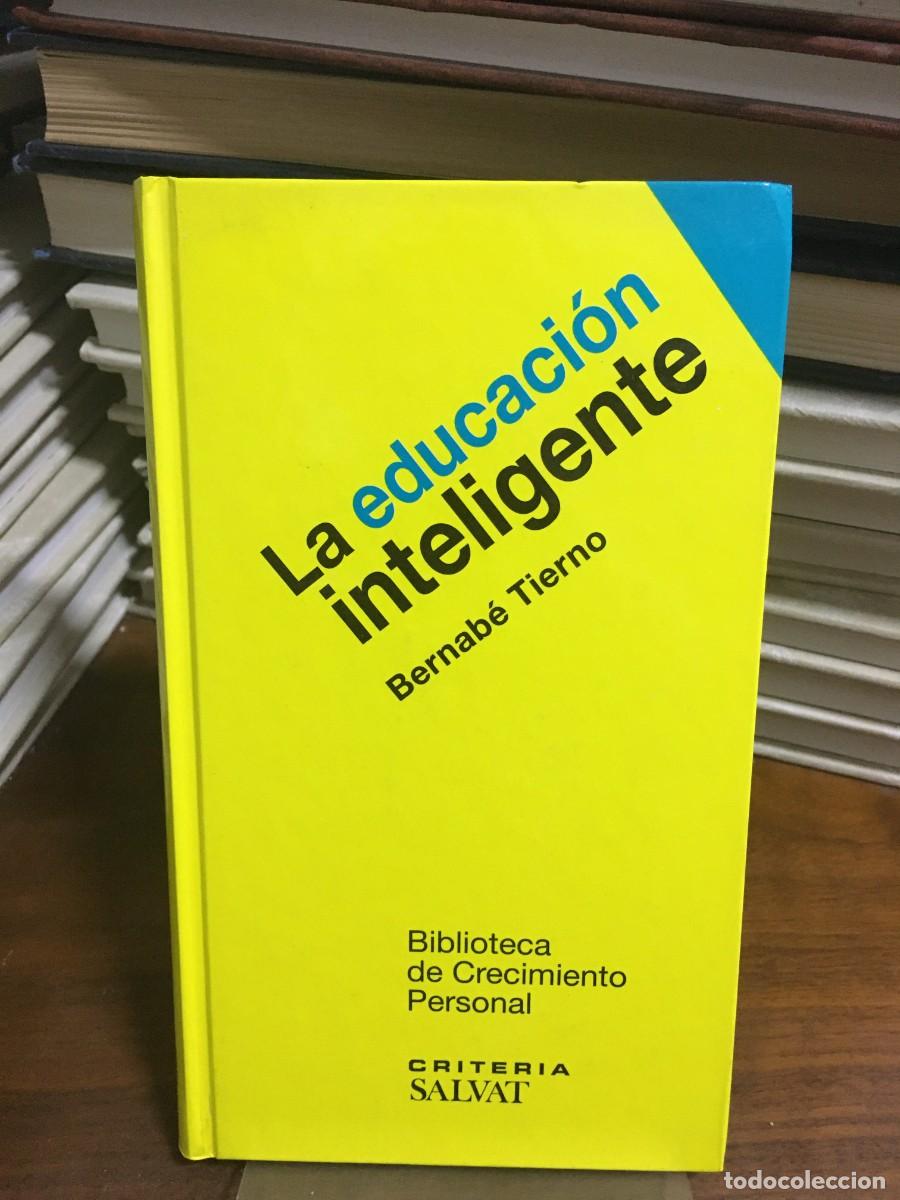 La educación
inteligente
Bernabé Tierno
Biblioteca
de Crecimiento
Personal
CRITERIA
SALVAT
todocoleccion